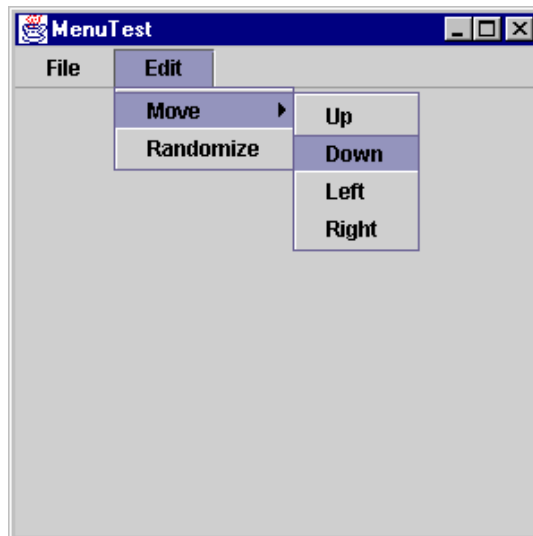 MenuTest
File Edit
Move Up
Randomize Down
Left
Right